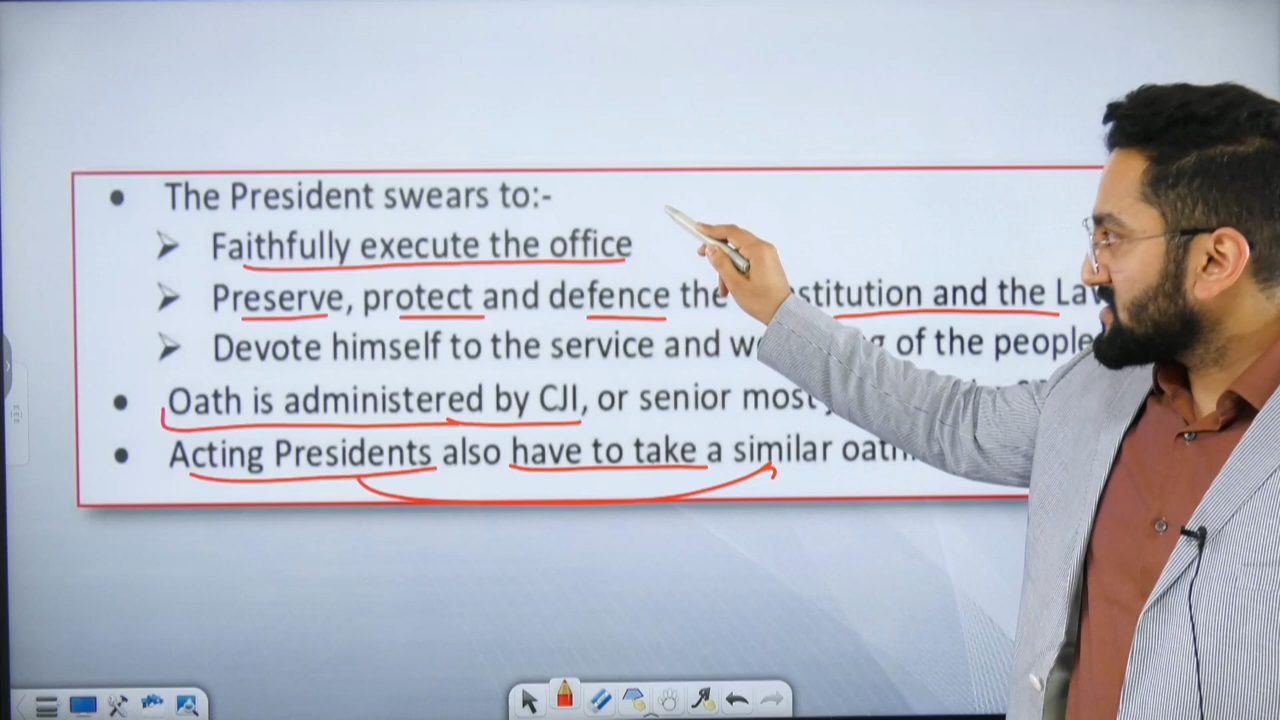 The President swears to:-
Faithfully execute the office
Preserve, protect and defence the and the
Devote himself to the service and of the people
Oath is administered by CJI, or senior most
Acting Presidents also have to take a similar oath